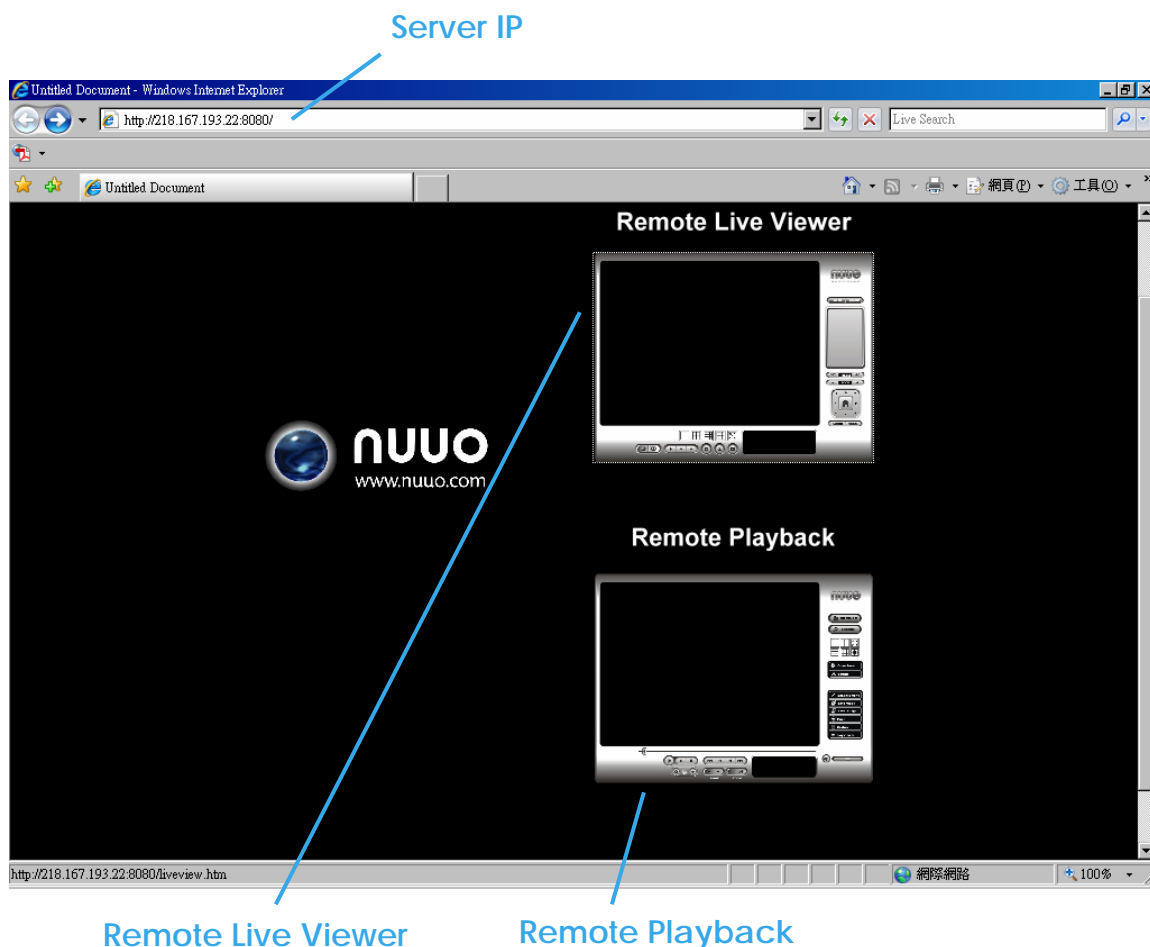 Server IP
Untitled Document - Windows Internet Explorer
http://218.167.193.22:8080/
Live Search
Untitled Document
網頁(P)
工具(O)
Remote Live Viewer
nuuo
nuuo
www.nuuo.com
Remote Playback
nuuo
http://218.167.193.22:8080/liveview.htm
網際網路
100%
Remote Live Viewer
Remote Playback